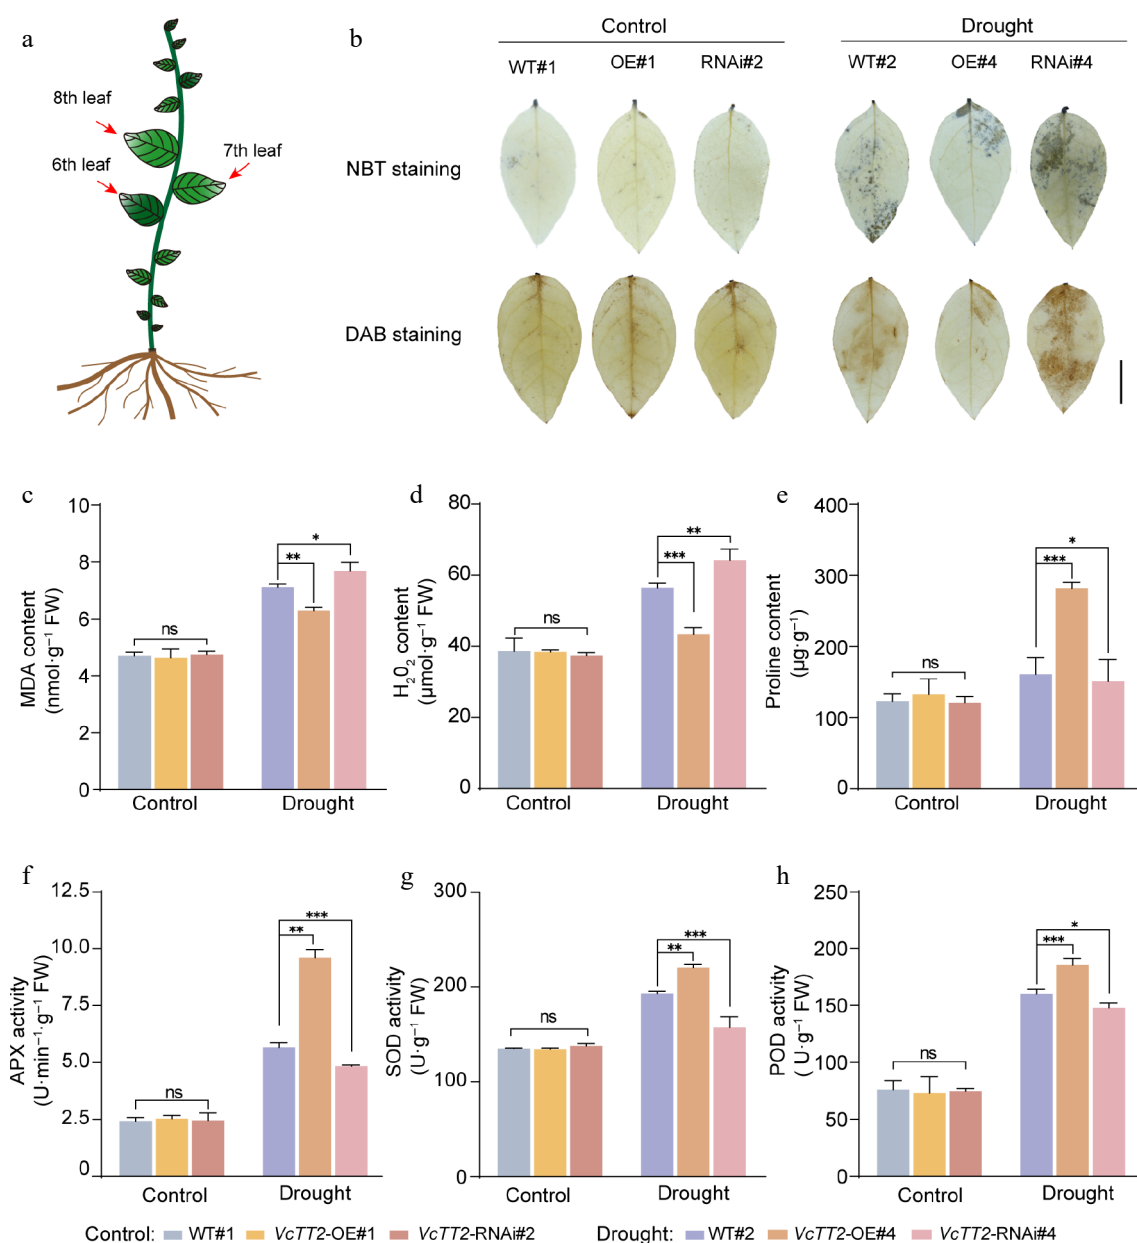 a
8th leaf
6th leaf
7th leaf
b
Control
Drought
WT#1
OE#1
RNAi#2
WT#2
OE#4
RNAi#4
NBT staining
DAB staining
c
MDA content
(nmol·g⁻¹ FW)
10
8
6
4
2
0
ns
**
*
Control
Drought
d
H₂O₂ content
(μmol·g⁻¹ FW)
80
60
40
20
0
ns
***
**
Control
Drought
e
Proline content
(μg·g⁻¹)
400
300
200
100
0
ns
***
*
Control
Drought
f
APX activity
(U·min⁻¹·g⁻¹ FW)
12.5
10.0
7.5
5.0
2.5
0
ns
**
***
Control
Drought
g
SOD activity
(U·g⁻¹ FW)
300
200
100
0
ns
**
***
Control
Drought
h
POD activity
( U·g⁻¹ FW)
250
200
150
100
50
0
ns
***
*
Control
Drought
Control: WT#1 VcTT2-OE#1 VcTT2-RNAi#2 Drought: WT#2 VcTT2-OE#4 VcTT2-RNAi#4